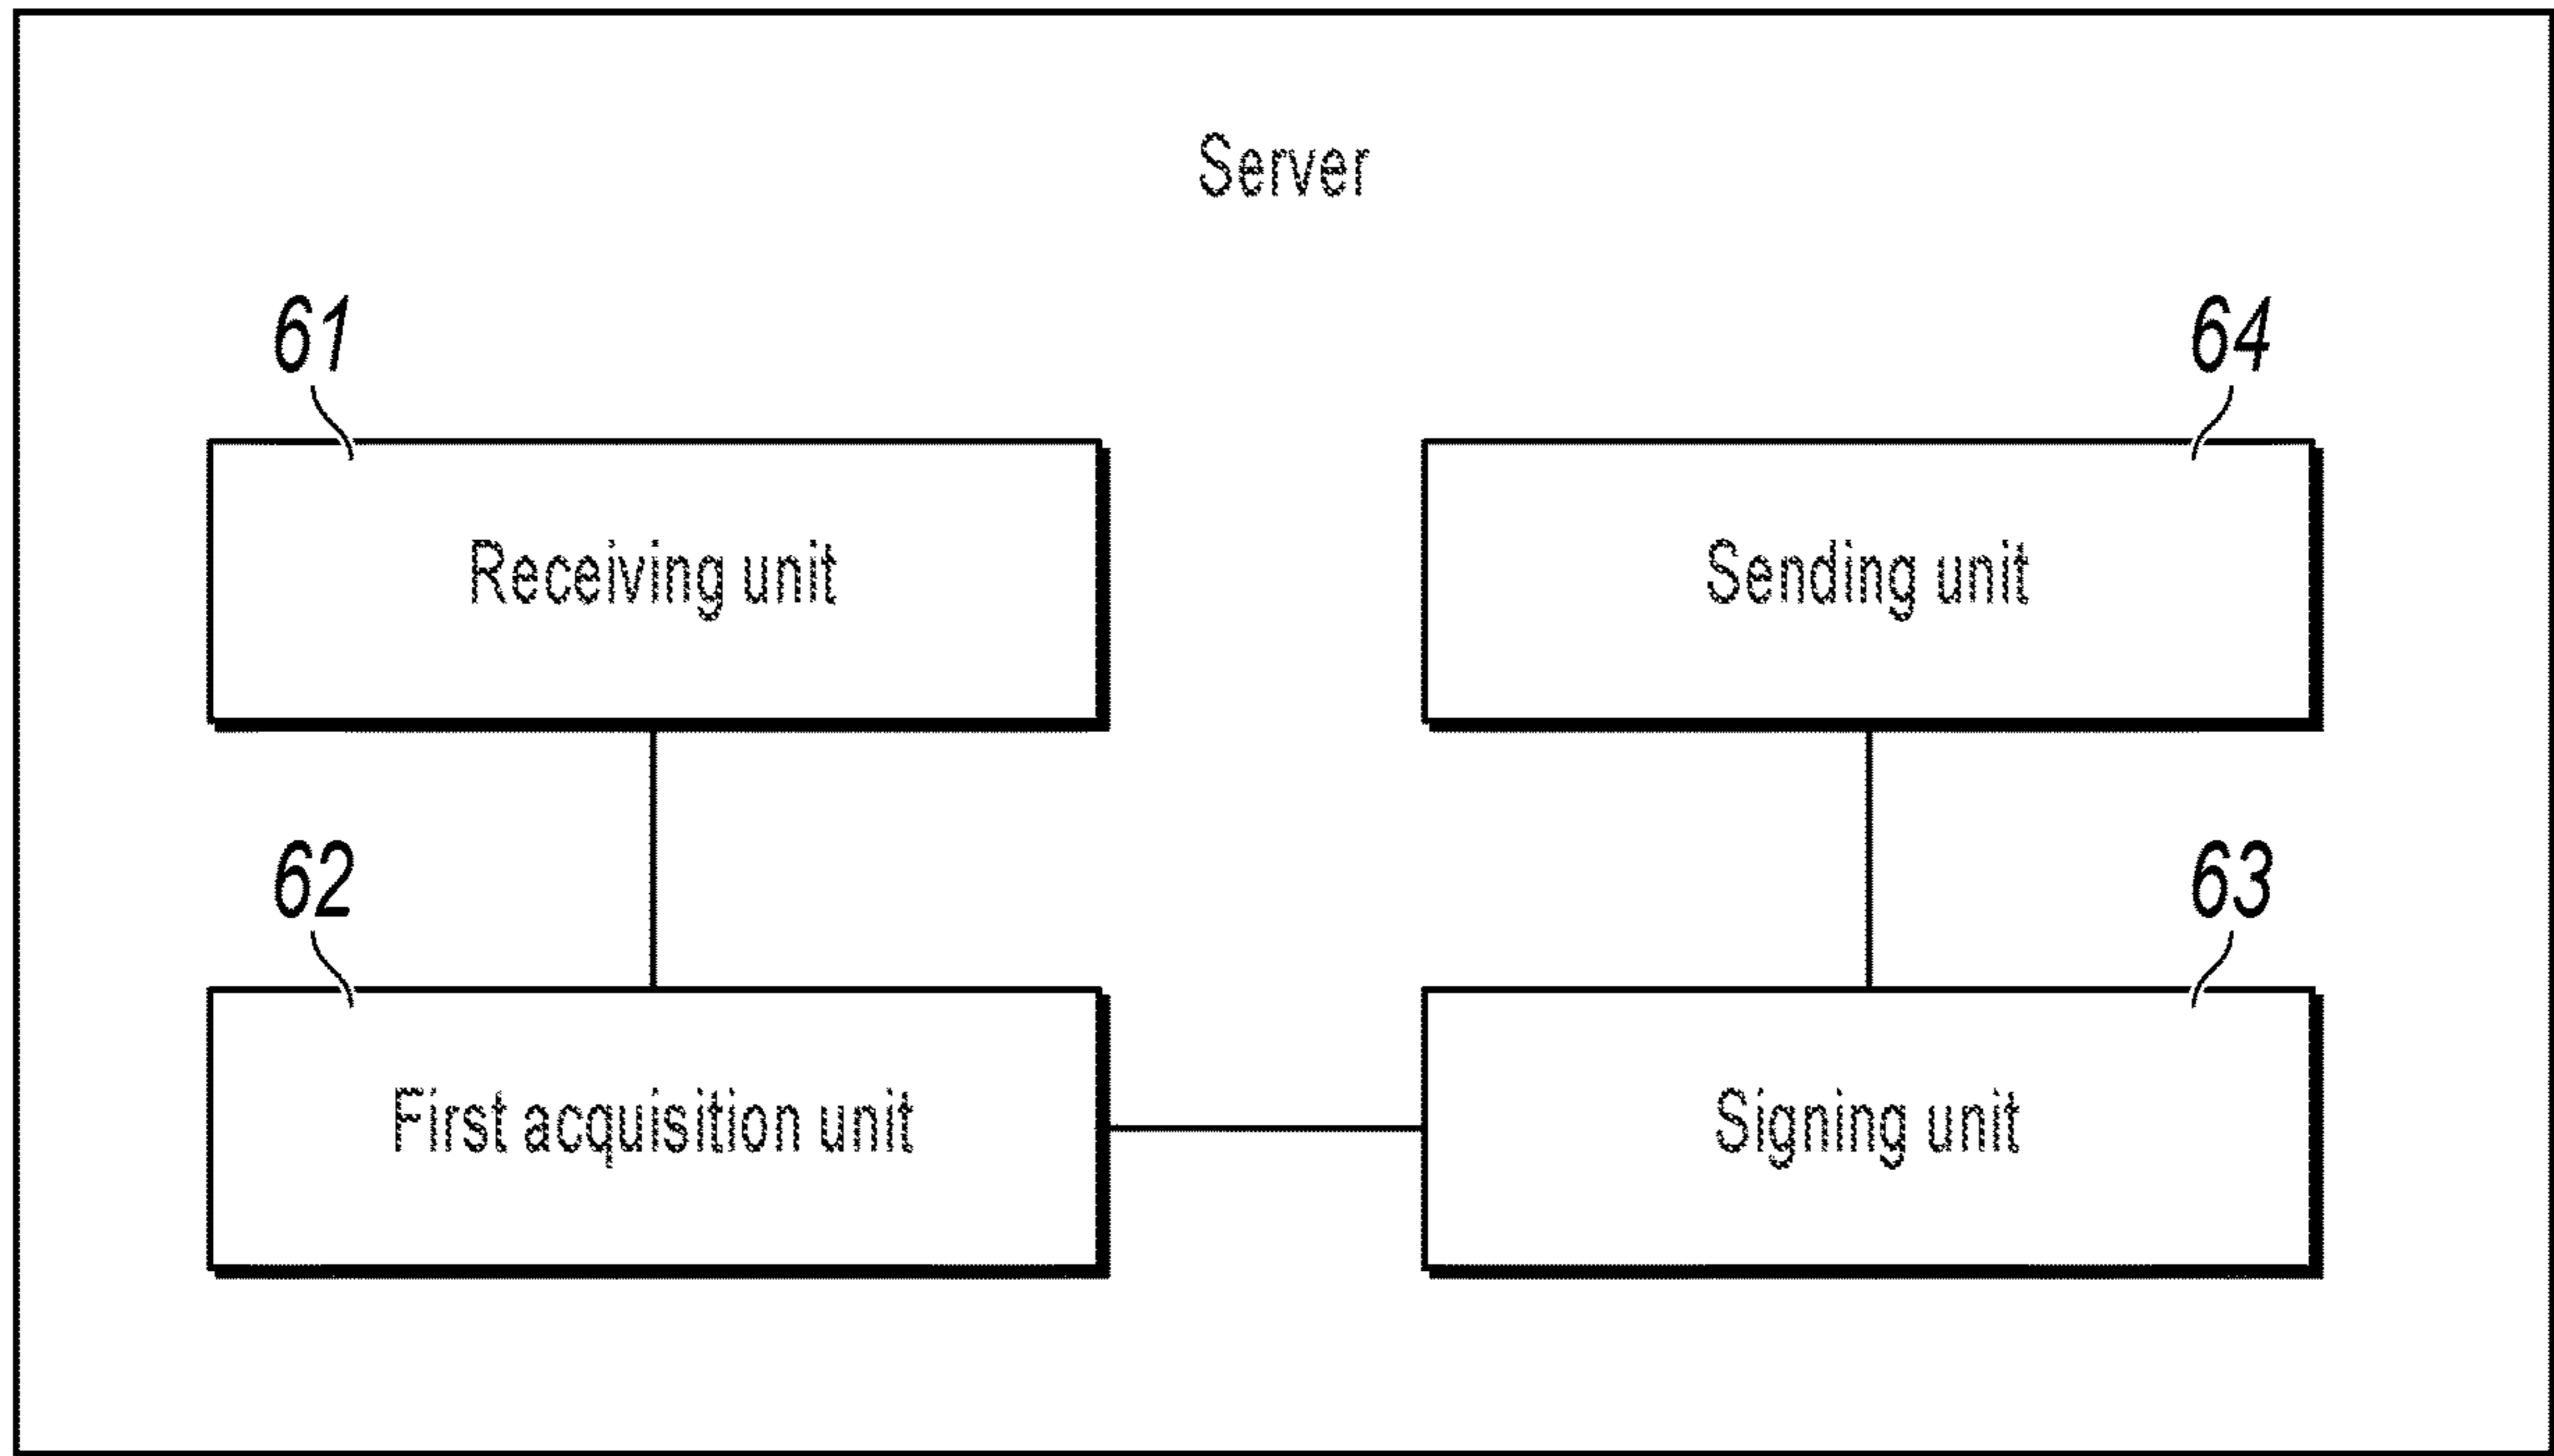 Server
61
64
Receiving unit
Sending unit
62
63
First acquisition unit
Signing unit